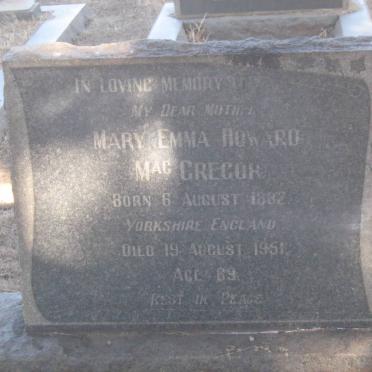 IN LOVING MEMORY OF
MY DEAR MOTHER
MARY EMMA HOWARD
MAC GREGOR
BORN 6 AUGUST 1882
YORKSHIRE ENGLAND
DIED 19 AUGUST 1951
AGE 69
REST IN PEACE